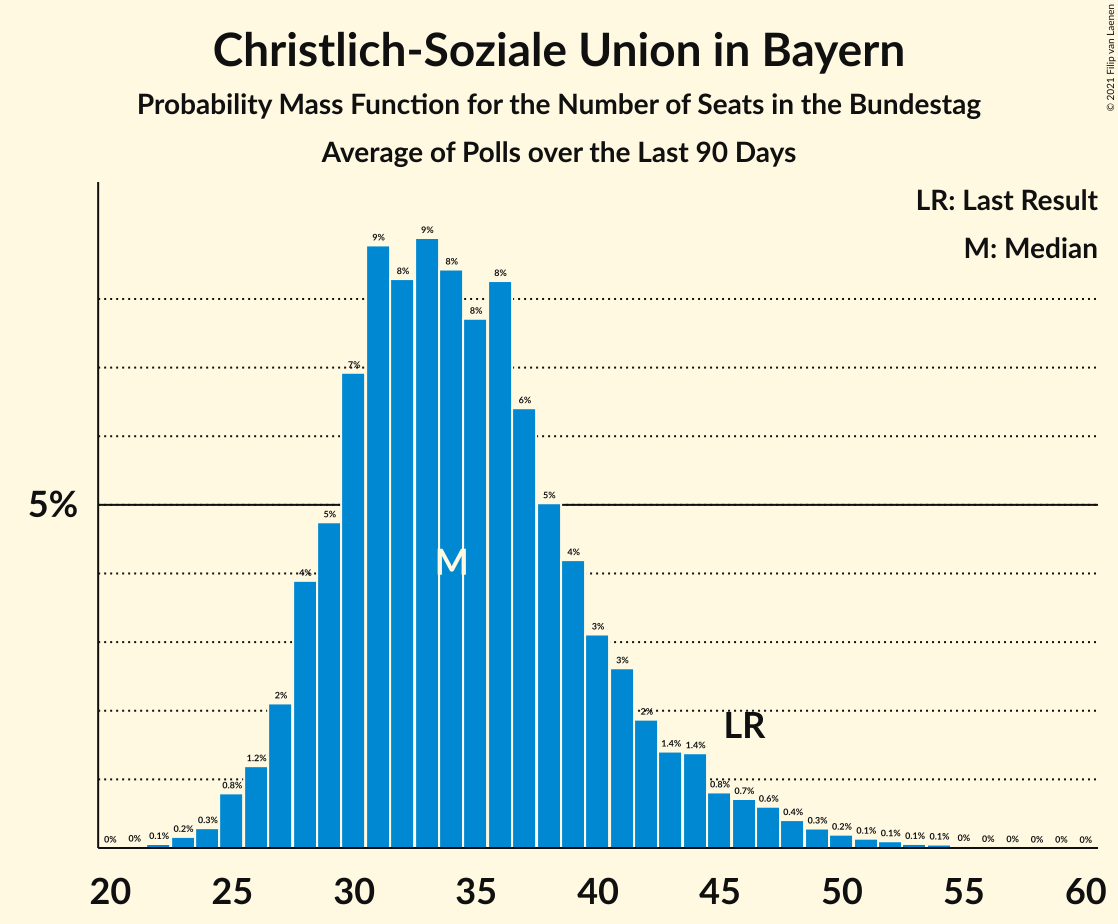 Christlich-Soziale Union in Bayern
Probability Mass Function for the Number of Seats in the Bundestag
Average of Polls over the Last 90 Days
© 2021 Filip van Laenen
LR: Last Result
M: Median
5%
0% 0% 0.1% 0.2% 0.3% 0.8% 1.2% 2% 4% 5% 7% 9% 8% 9% 8% 8% 8% 6% 5% 4% 3% 3% 2% 1.4% 1.4% 0.8% 0.7% 0.6% 0.4% 0.3% 0.2% 0.1% 0.1% 0.1% 0.1% 0% 0% 0% 0% 0% 0%
M
LR
20 25 30 35 40 45 50 55 60